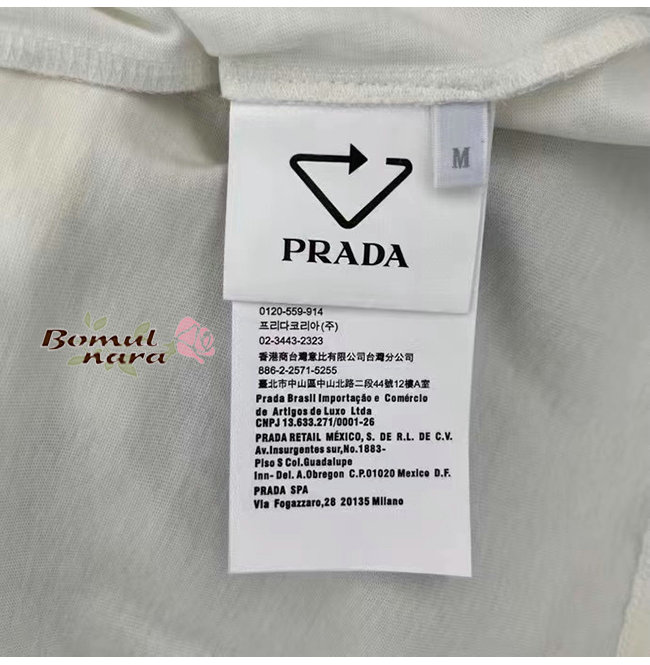 M
PRADA
Bomul
nara
0120-559-914
프리다코리아(주)
02-3443-2323
香港商台灣意比有限公司台灣分公司
886-2-2571-5255
臺北市中山區中山北路二段44號12樓A室
Prada Brasil Importação e Comércio
de Artigos de Luxo Ltda
CNPJ 13.633.271/0001-26
PRADA RETAIL MÉXICO, S. DE R.L. DE C.V.
Av.Insurgentes sur,No.1883-
Piso S Col.Guadalupe
Inn- Del. A.Obregon C.P.01020 Mexico D.F.
PRADA SPA
Via Fogazzaro,28 20135 Milano